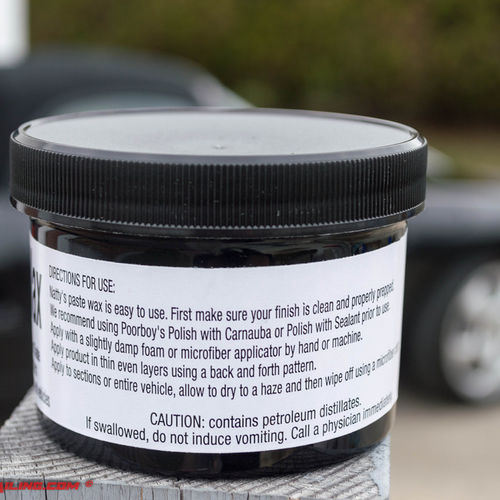 DIRECTIONS FOR USE:
Natty's paste wax is easy to use. First make sure your finish is clean and properly prepped.
We recommend using Poorboy's Polish with Carnauba or Polish with Sealant prior to use.
Apply with a slightly damp foam or microfiber applicator by hand or machine.
Apply product in thin even layers using a back and forth pattern.
Apply to sections or entire vehicle, allow to dry to a haze and then wipe off using a microfiber
CAUTION: contains petroleum distillates.
If swallowed, do not induce vomiting. Call a physician immediately.
ax